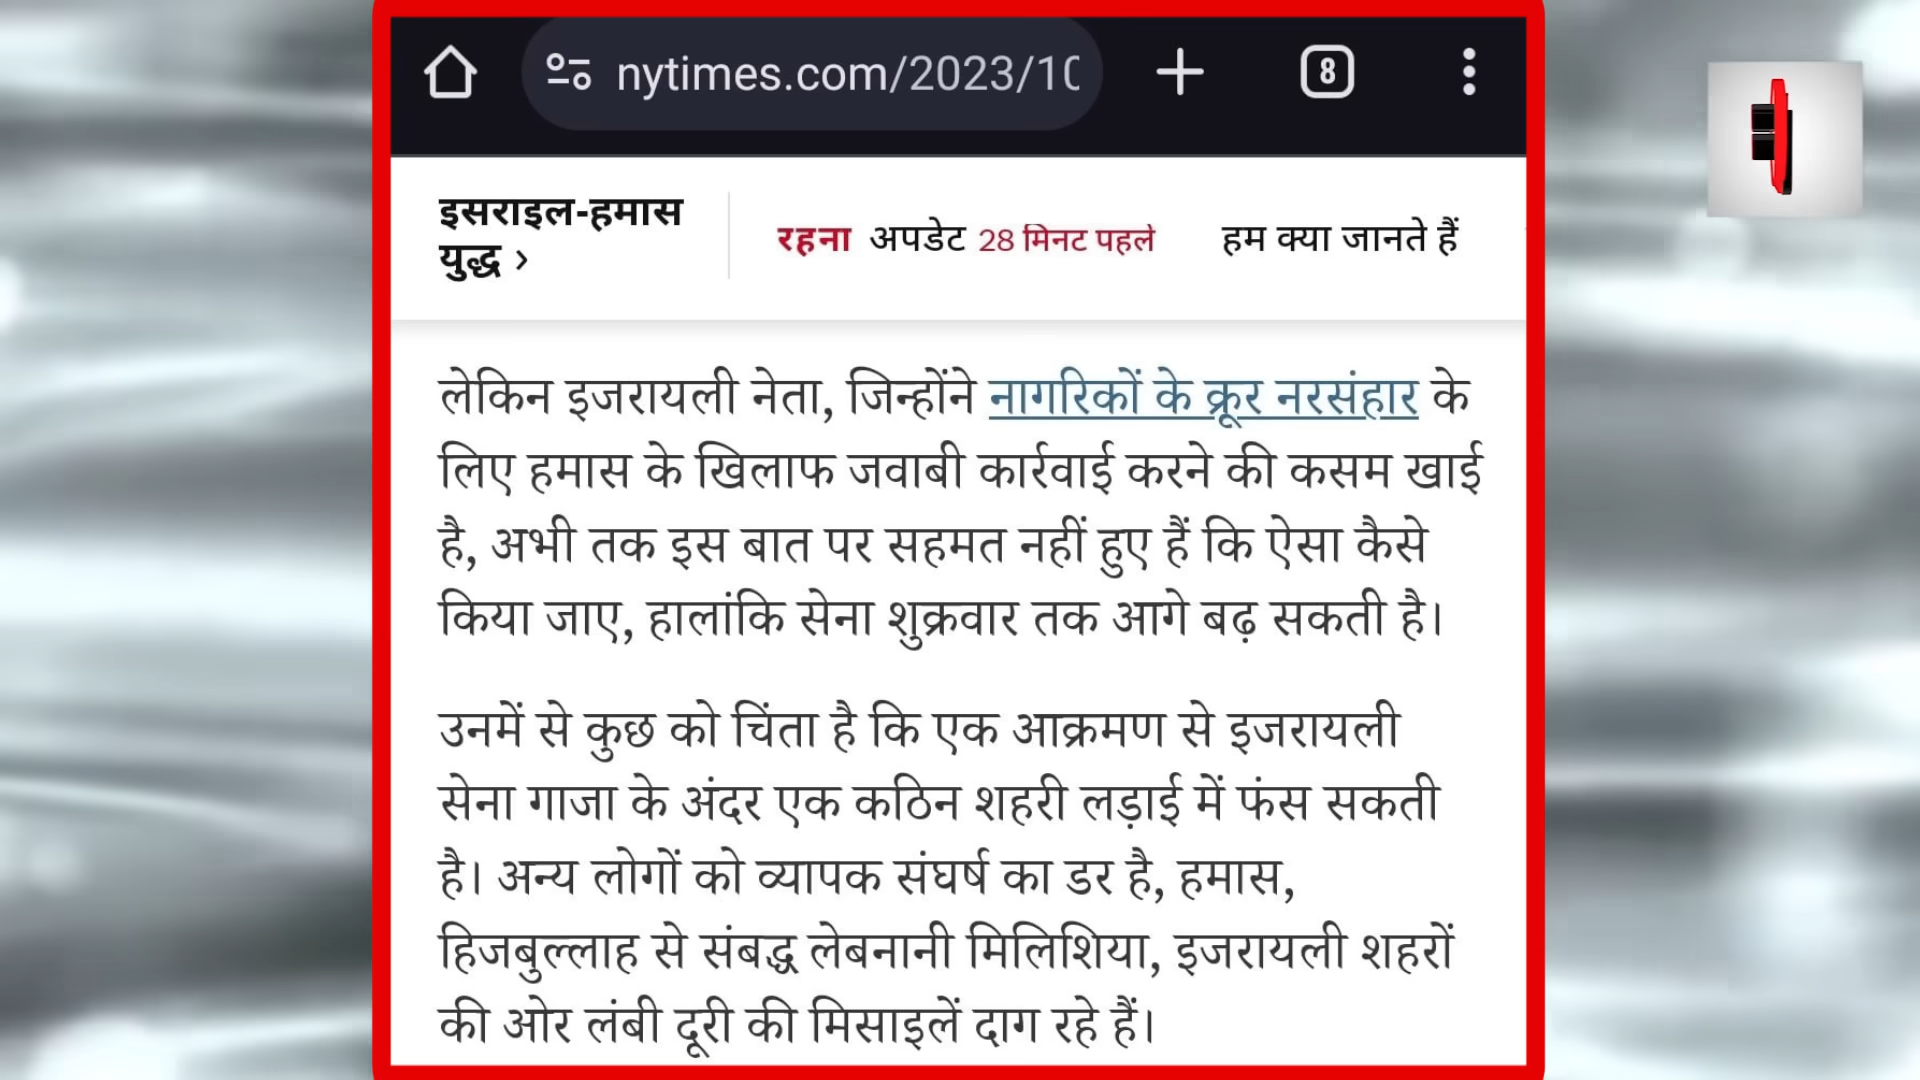 nytimes.com/2023/10
8
इसराइल-हमास
युद्ध ›
रहना अपडेट 28 मिनट पहले
हम क्या जानते हैं
लेकिन इजरायली नेता, जिन्होंने नागरिकों के क्रूर नरसंहार के
लिए हमास के खिलाफ जवाबी कार्रवाई करने की कसम खाई
है, अभी तक इस बात पर सहमत नहीं हुए हैं कि ऐसा कैसे
किया जाए, हालांकि सेना शुक्रवार तक आगे बढ़ सकती है।
उनमें से कुछ को चिंता है कि एक आक्रमण से इजरायली
सेना गाजा के अंदर एक कठिन शहरी लड़ाई में फंस सकती
है। अन्य लोगों को व्यापक संघर्ष का डर है, हमास,
हिजबुल्लाह से संबद्ध लेबनानी मिलिशिया, इजरायली शहरों
की ओर लंबी दूरी की मिसाइलें दाग रहे हैं।